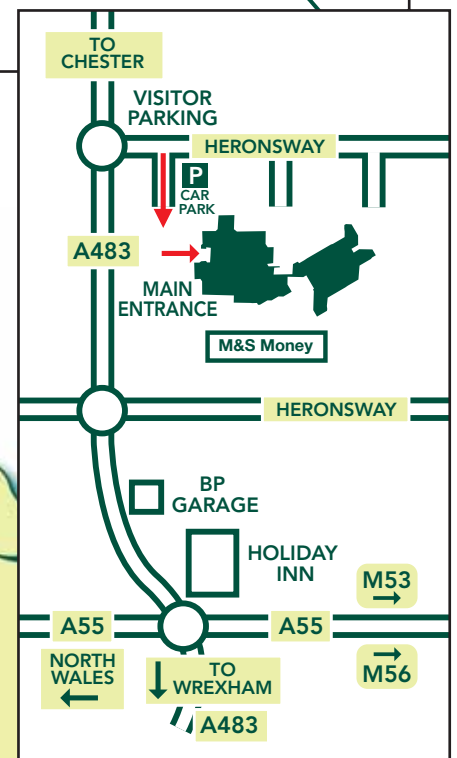 TO
CHESTER
VISITOR
PARKING
HERONSWAY
P
CAR
PARK
A483
MAIN
ENTRANCE
M&S Money
HERONSWAY
BP
GARAGE
HOLIDAY
INN
M53
A55
A55
M56
NORTH
WALES
TO
WREXHAM
A483